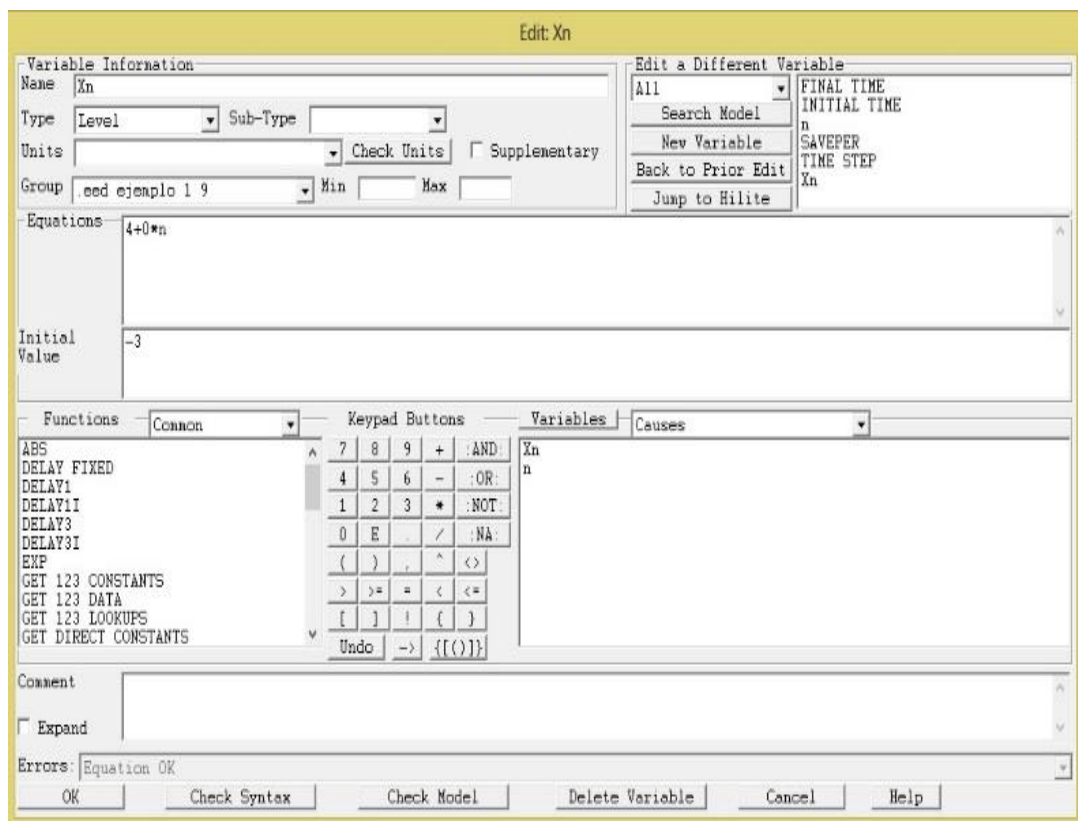 Edit: Xn
Variable Information
Name Xn
Type Level Sub-Type
Units Check Units Supplementary
Group .eed ejemplo 1 9 Min Max
Edit a Different Variable
All
Search Model
New Variable
Back to Prior Edit
Jump to Hilite
FINAL TIME
INITIAL TIME
n
SAVEPER
TIME STEP
Xn
Equations
4+0*n
Initial
Value
-3
Functions Common
ABS
DELAY FIXED
DELAY1
DELAY1I
DELAY3
DELAY3I
EXP
GET 123 CONSTANTS
GET 123 DATA
GET 123 LOOKUPS
GET DIRECT CONSTANTS
Keypad Buttons
7 8 9 + :AND:
4 5 6 - :OR:
1 2 3 * :NOT:
0 E . / :NA:
( ) , ^ <>
> >= = < <=
[ ] ! { }
Undo -> {[()]}
Variables Causes
Xn
n
Comment
Expand
Errors: Equation OK
OK Check Syntax Check Model Delete Variable Cancel Help